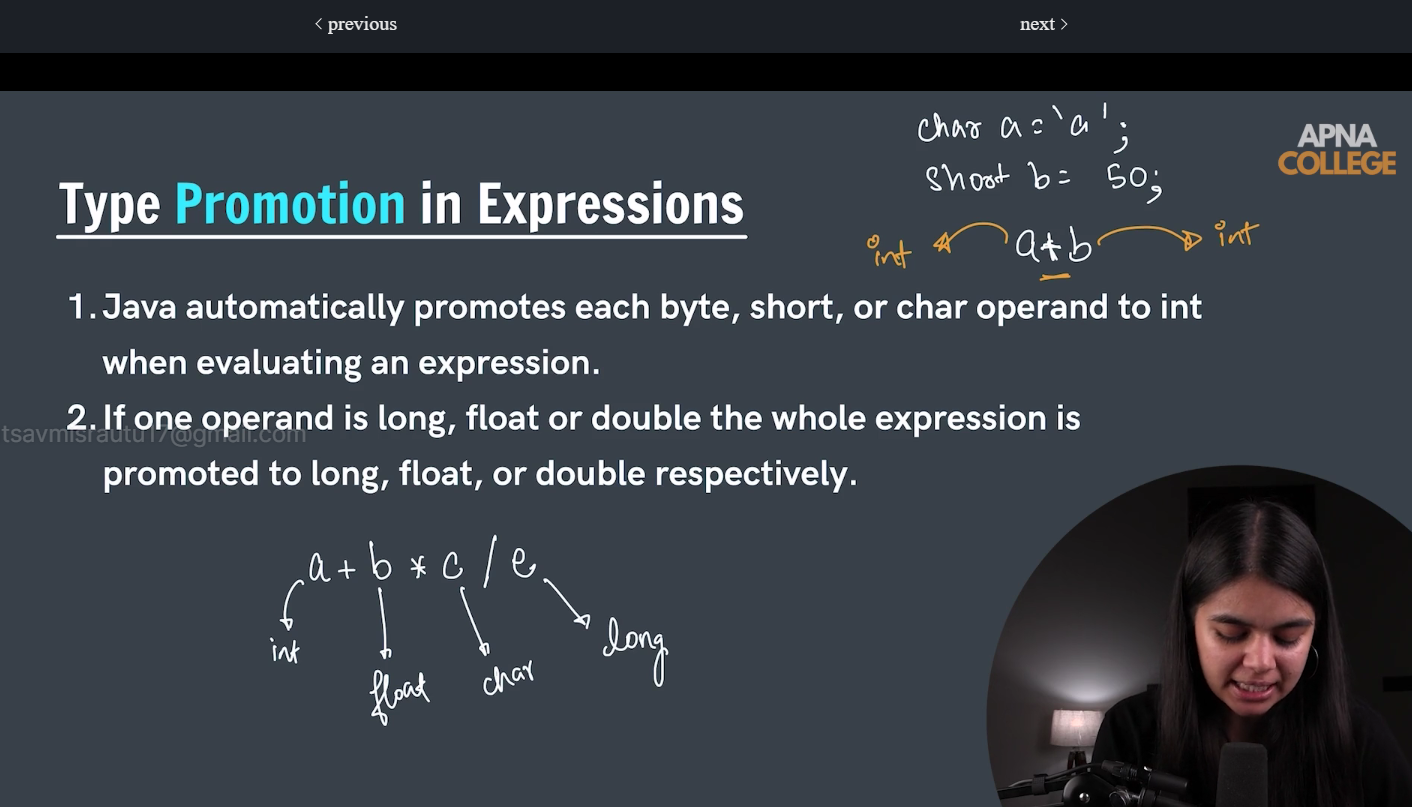 < previous
next >
char a = 'a';
short b = 50;
APNA
COLLEGE
Type Promotion in Expressions
int a+b int
1. Java automatically promotes each byte, short, or char operand to int
when evaluating an expression.
2. If one operand is long, float or double the whole expression is
tsavmisrautu17@gmail.com
promoted to long, float, or double respectively.
a + b * c / e
int
float
char
long